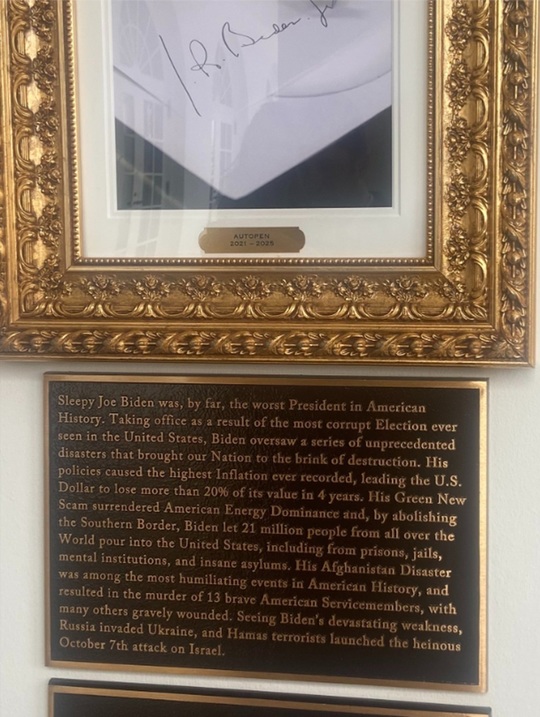 J. R. Biden, Jr
AUTOPEN
2021 – 2025
Sleepy Joe Biden was, by far, the worst President in American
History. Taking office as a result of the most corrupt Election ever
seen in the United States, Biden oversaw a series of unprecedented
disasters that brought our Nation to the brink of destruction. His
policies caused the highest Inflation ever recorded, leading the U.S.
Dollar to lose more than 20% of its value in 4 years. His Green New
Scam surrendered American Energy Dominance and, by abolishing
the Southern Border, Biden let 21 million people from all over the
World pour into the United States, including from prisons, jails,
mental institutions, and insane asylums. His Afghanistan Disaster
was among the most humiliating events in American History, and
resulted in the murder of 13 brave American Servicemembers, with
many others gravely wounded. Seeing Biden's devastating weakness,
Russia invaded Ukraine, and Hamas terrorists launched the heinous
October 7th attack on Israel.